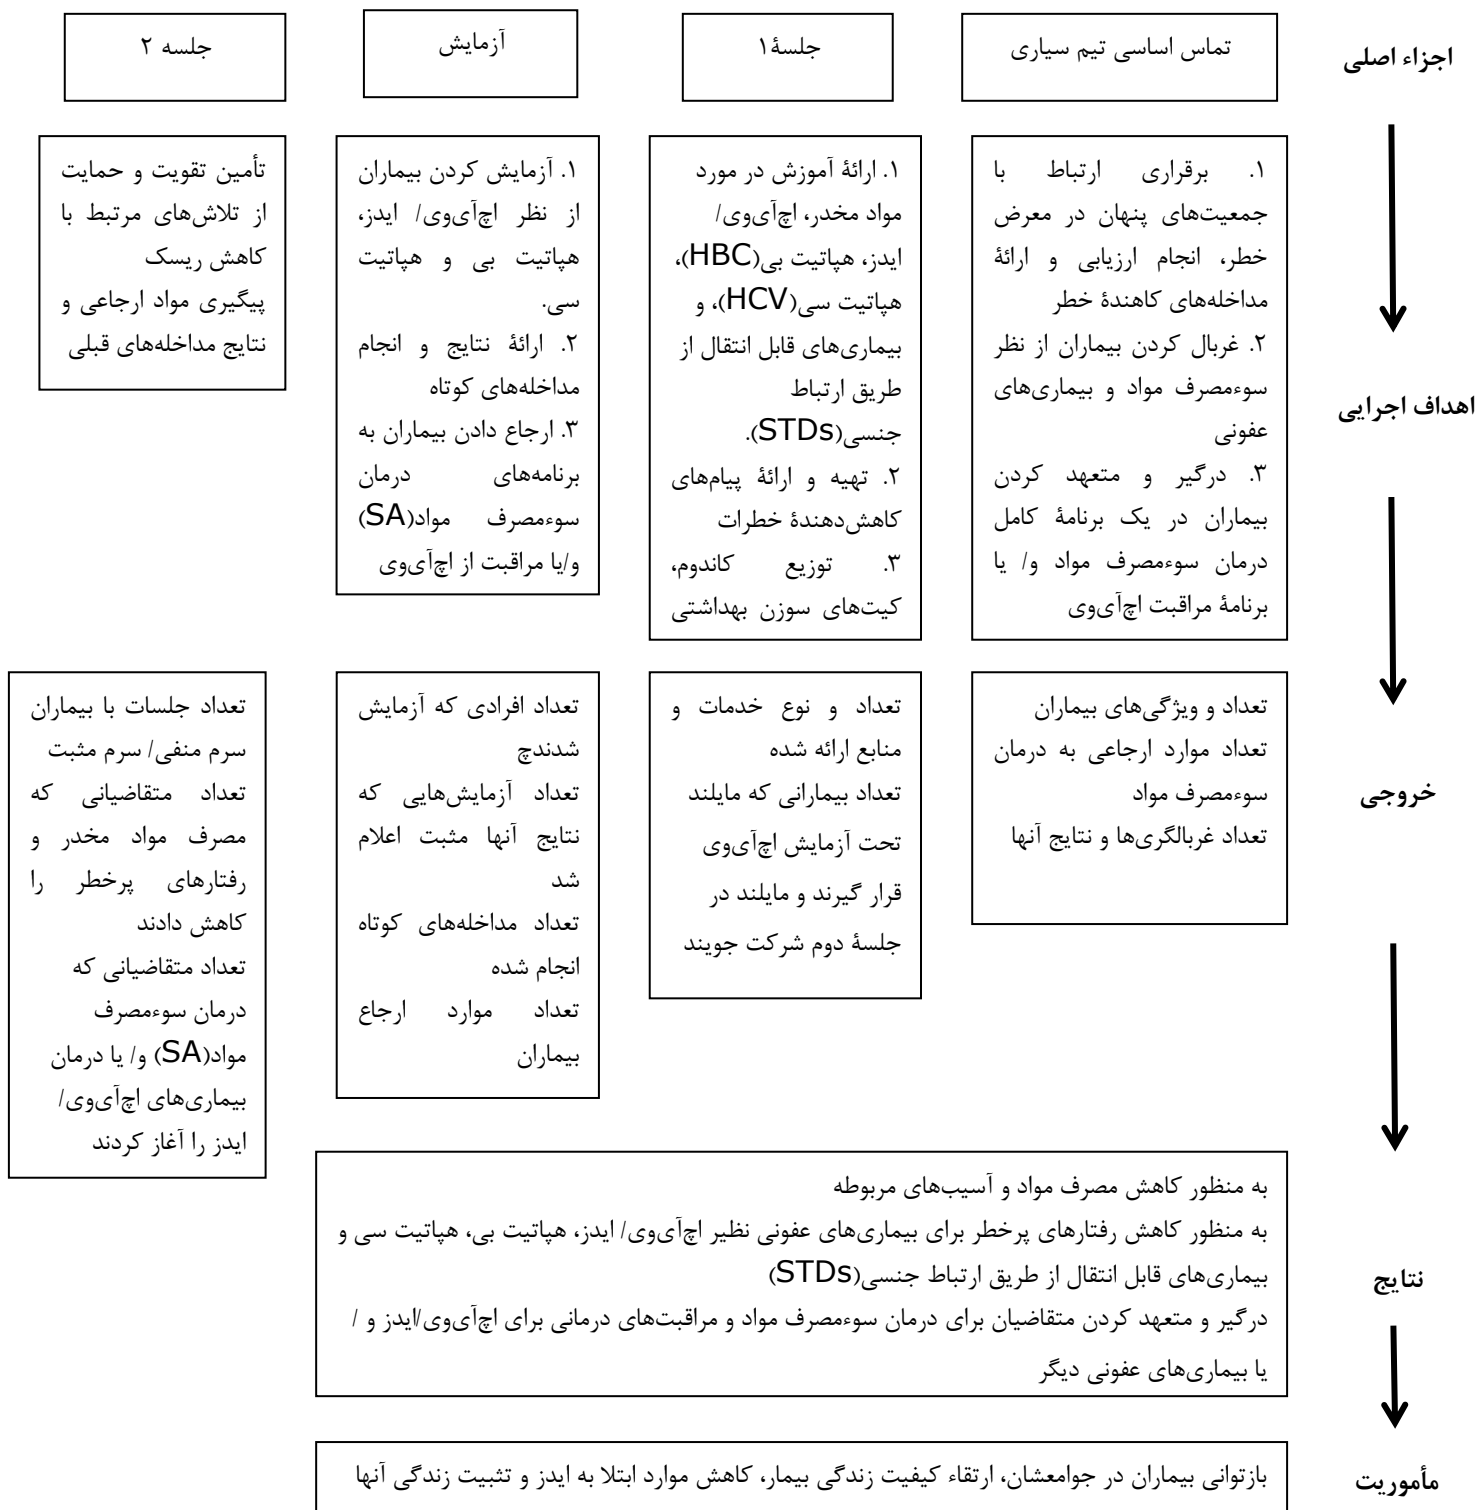 اجزاء اصلی
تماس اساسی تیم سیاری
جلسهٔ۱
آزمایش
جلسه ۲
اهداف اجرایی
۱. برقراری ارتباط با
جمعیت‌های پنهان در معرض
خطر، انجام ارزیابی و ارائهٔ
مداخله‌های کاهندهٔ خطر
۲. غربال کردن بیماران از نظر
سوءمصرف مواد و بیماری‌های
عفونی
۳. درگیر و متعهد کردن
بیماران در یک برنامهٔ کامل
درمان سوءمصرف مواد و/ یا
برنامهٔ مراقبت اچ‌آی‌وی
۱. ارائهٔ آموزش در مورد
مواد مخدر، اچ‌آی‌وی/
ایدز، هپاتیت بی(HBC)،
هپاتیت سی(HCV)، و
بیماری‌های قابل انتقال از
طریق ارتباط
جنسی(STDs).
۲. تهیه و ارائهٔ پیام‌های
کاهش‌دهندهٔ خطرات
۳. توزیع کاندوم،
کیت‌های سوزن بهداشتی
۱. آزمایش کردن بیماران
از نظر اچ‌آی‌وی/ ایدز،
هپاتیت بی و هپاتیت
سی.
۲. ارائهٔ نتایج و انجام
مداخله‌های کوتاه
۳. ارجاع دادن بیماران به
برنامه‌های درمان
سوءمصرف مواد(SA)
و/یا مراقبت از اچ‌آی‌وی
تأمین تقویت و حمایت
از تلاش‌های مرتبط با
کاهش ریسک
پیگیری مواد ارجاعی و
نتایج مداخله‌های قبلی
خروجی
تعداد و ویژگی‌های بیماران
تعداد موارد ارجاعی به درمان
سوءمصرف مواد
تعداد غربالگری‌ها و نتایج آنها
تعداد و نوع خدمات و
منابع ارائه شده
تعداد بیمارانی که مایلند
تحت آزمایش اچ‌آی‌وی
قرار گیرند و مایلند در
جلسهٔ دوم شرکت جویند
تعداد افرادی که آزمایش
شدندچ
تعداد آزمایش‌هایی که
نتایج آنها مثبت اعلام
شد
تعداد مداخله‌های کوتاه
انجام شده
تعداد موارد ارجاع
بیماران
تعداد جلسات با بیماران
سرم منفی/ سرم مثبت
تعداد متقاضیانی که
مصرف مواد مخدر و
رفتارهای پرخطر را
کاهش دادند
تعداد متقاضیانی که
درمان سوءمصرف
مواد(SA) و/ یا درمان
بیماری‌های اچ‌آی‌وی/
ایدز را آغاز کردند
نتایج
به منظور کاهش مصرف مواد و آسیب‌های مربوطه
به منظور کاهش رفتارهای پرخطر برای بیماری‌های عفونی نظیر اچ‌آی‌وی/ ایدز، هپاتیت بی، هپاتیت سی و
بیماری‌های قابل انتقال از طریق ارتباط جنسی(STDs)
درگیر و متعهد کردن متقاضیان برای درمان سوءمصرف مواد و مراقبت‌های درمانی برای اچ‌آی‌وی/ایدز و /
یا بیماری‌های عفونی دیگر
مأموریت
بازتوانی بیماران در جوامعشان، ارتقاء کیفیت زندگی بیمار، کاهش موارد ابتلا به ایدز و تثبیت زندگی آنها